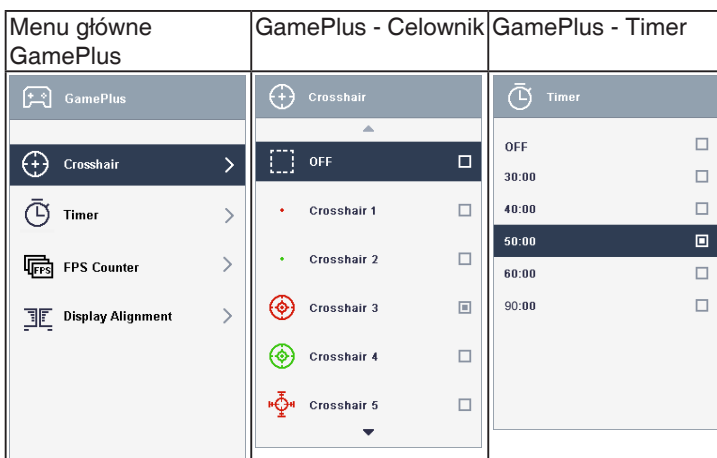 Menu główne
GamePlus
GamePlus - Celownik
GamePlus - Timer
GamePlus
Crosshair
Timer
FPS
FPS Counter
Display Alignment
Crosshair
OFF
Crosshair 1
Crosshair 2
Crosshair 3
Crosshair 4
Crosshair 5
Timer
OFF
30:00
40:00
50:00
60:00
90:00